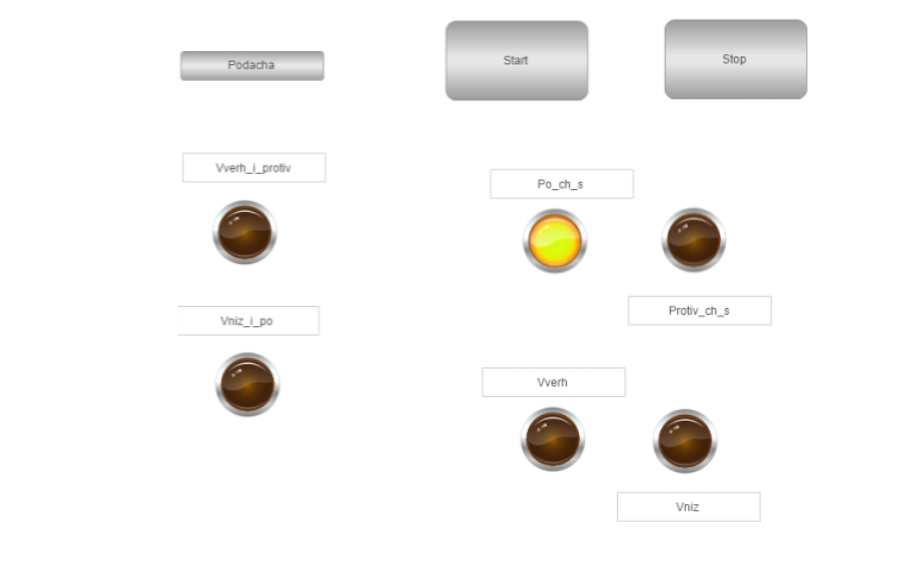 Podacha
Start
Stop
Vverh_i_protiv
Po_ch_s
Protiv_ch_s
Vniz_i_po
Vverh
Vniz